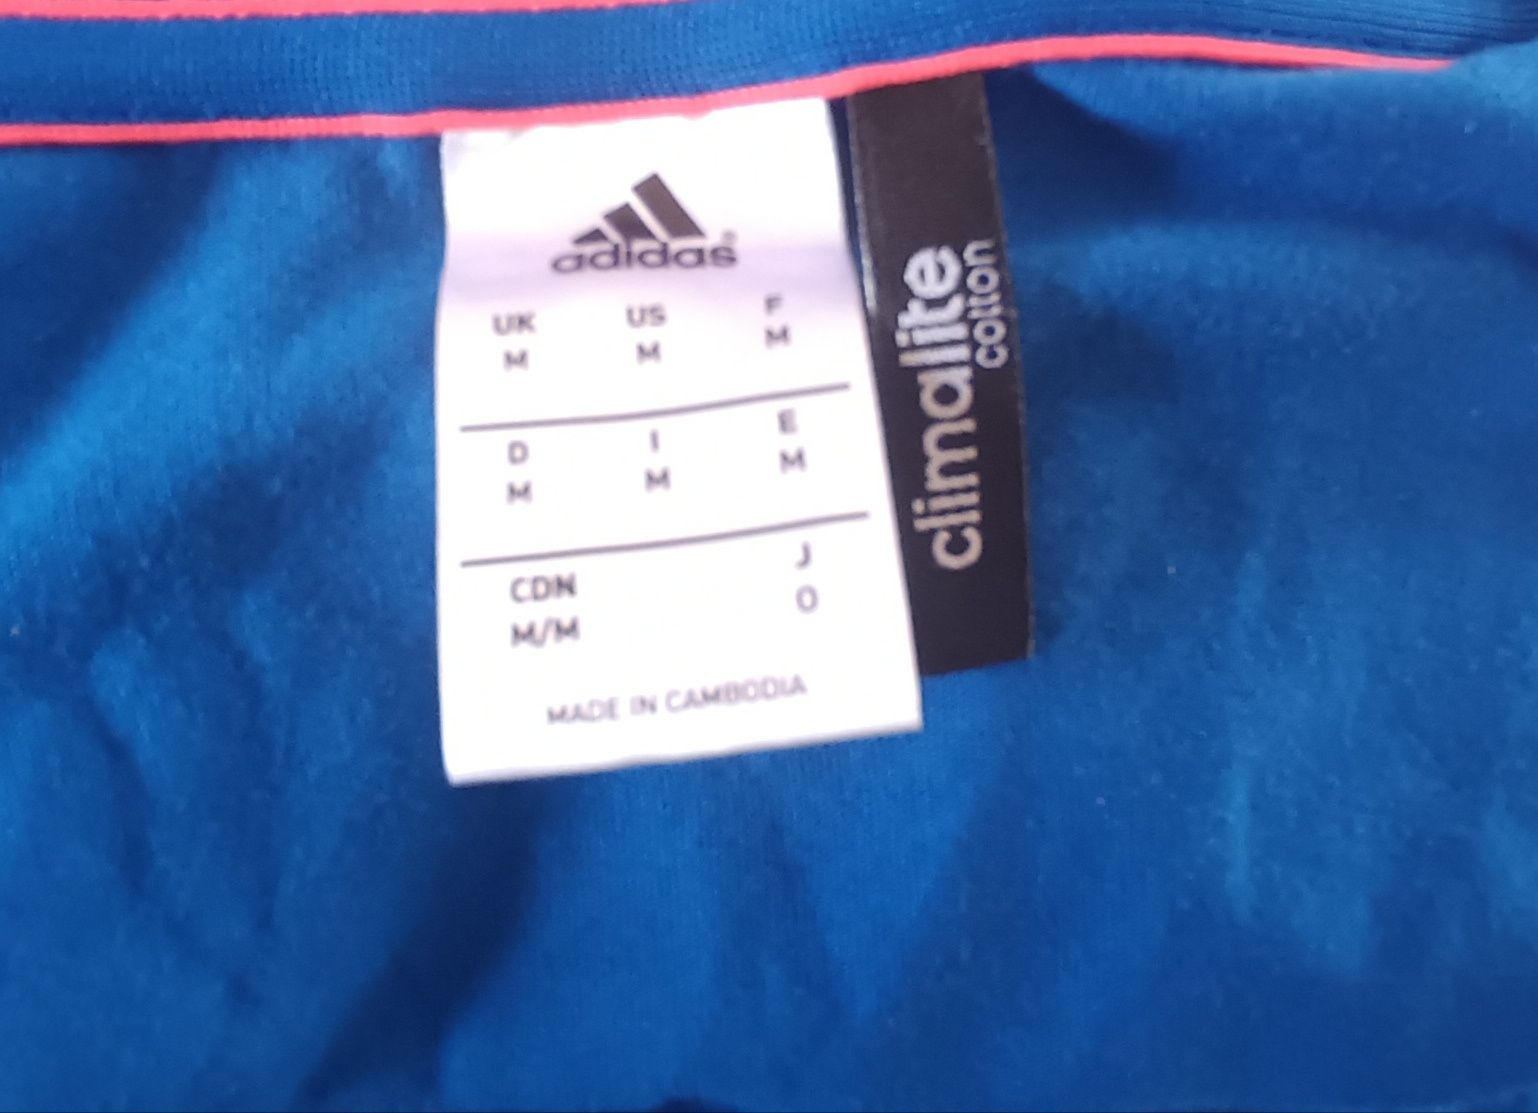 adidas®
UK US F
M M M
D I E
M M M
CDN J
M/M O
MADE IN CAMBODIA
climalite
cotton